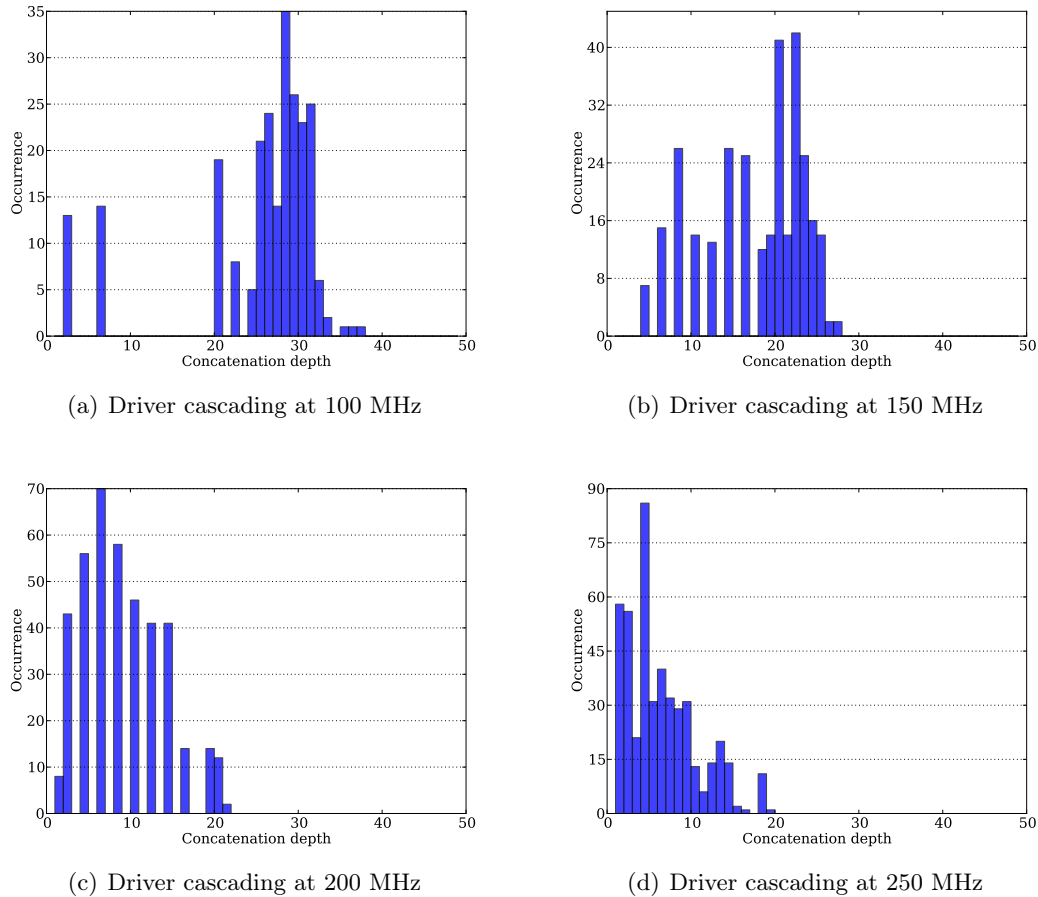 35
30
25
20
15
10
5
0
Occurrence
0 10 20 30 40 50
Concatenation depth
(a) Driver cascading at 100 MHz
40
32
24
16
8
0
Occurrence
0 10 20 30 40 50
Concatenation depth
(b) Driver cascading at 150 MHz
70
60
50
40
30
20
10
0
Occurrence
0 10 20 30 40 50
Concatenation depth
(c) Driver cascading at 200 MHz
90
75
60
45
30
15
0
Occurrence
0 10 20 30 40 50
Concatenation depth
(d) Driver cascading at 250 MHz